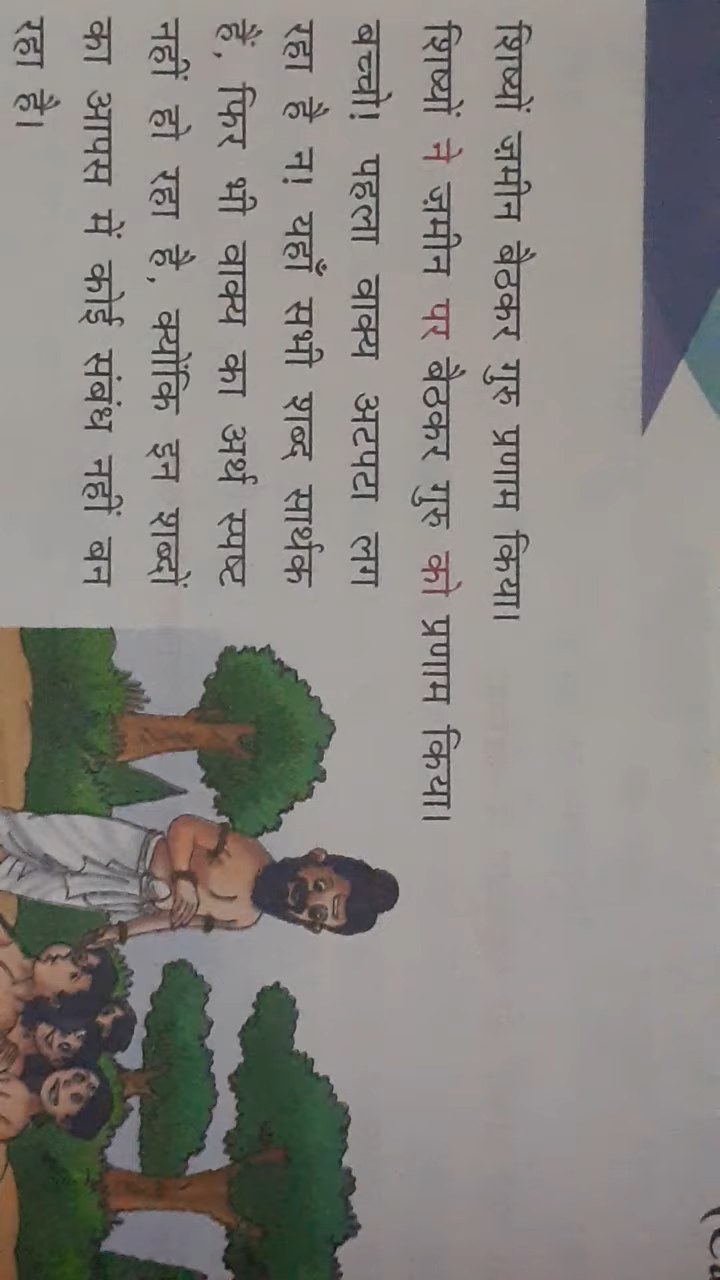 शिष्यों ज़मीन बैठकर गुरु प्रणाम किया।
शिष्यों ने ज़मीन पर बैठकर गुरु को प्रणाम किया।
बच्चो! पहला वाक्य अटपटा लग
रहा है न! यहाँ सभी शब्द सार्थक
हैं, फिर भी वाक्य का अर्थ स्पष्ट
नहीं हो रहा है, क्योंकि इन शब्दों
का आपस में कोई संबंध नहीं बन
रहा है।